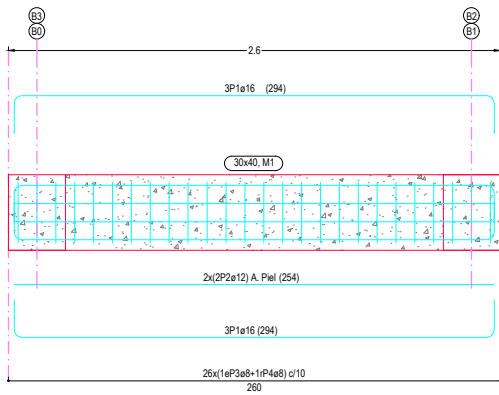 B3 B2
B0 B1
2.6
3P1ø16 (294)
30x40, M1
2x(2P2ø12) A. Piel (254)
3P1ø16 (294)
26x(1eP3ø8+1rP4ø8) c/10
260